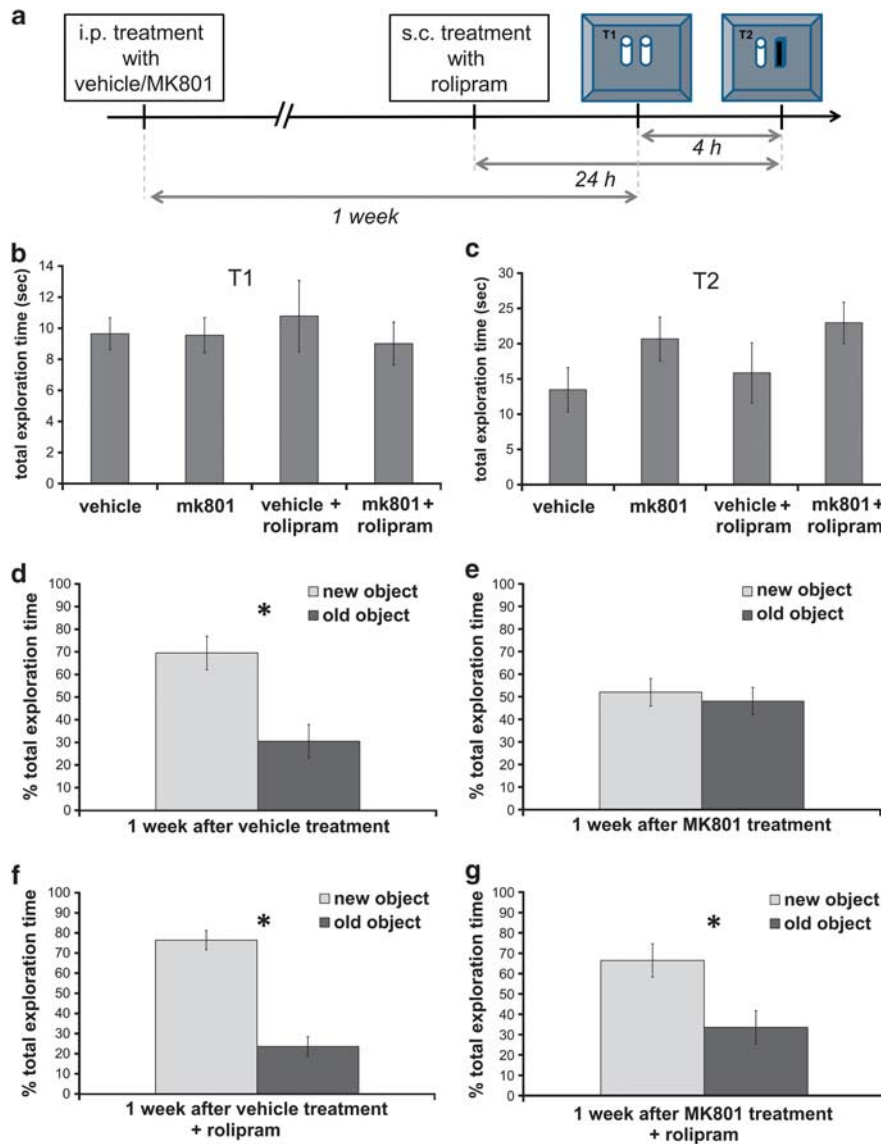 a
i.p. treatment
with
vehicle/MK801
s.c. treatment
with
rolipram
T1
T2
4 h
24 h
1 week
b
T1
total exploration time (sec)
14
12
10
8
6
4
2
0
vehicle
mk801
vehicle +
rolipram
mk801 +
rolipram
c
T2
total exploration time (sec)
30
25
20
15
10
5
0
vehicle
mk801
vehicle +
rolipram
mk801 +
rolipram
d
% total exploration time
100
90
80
70
60
50
40
30
20
10
0
new object
old object
*
1 week after vehicle treatment
e
% total exploration time
100
90
80
70
60
50
40
30
20
10
0
new object
old object
1 week after MK801 treatment
f
% total exploration time
100
90
80
70
60
50
40
30
20
10
0
new object
old object
*
1 week after vehicle treatment
+ rolipram
g
% total exploration time
100
90
80
70
60
50
40
30
20
10
0
new object
old object
*
1 week after MK801 treatment
+ rolipram